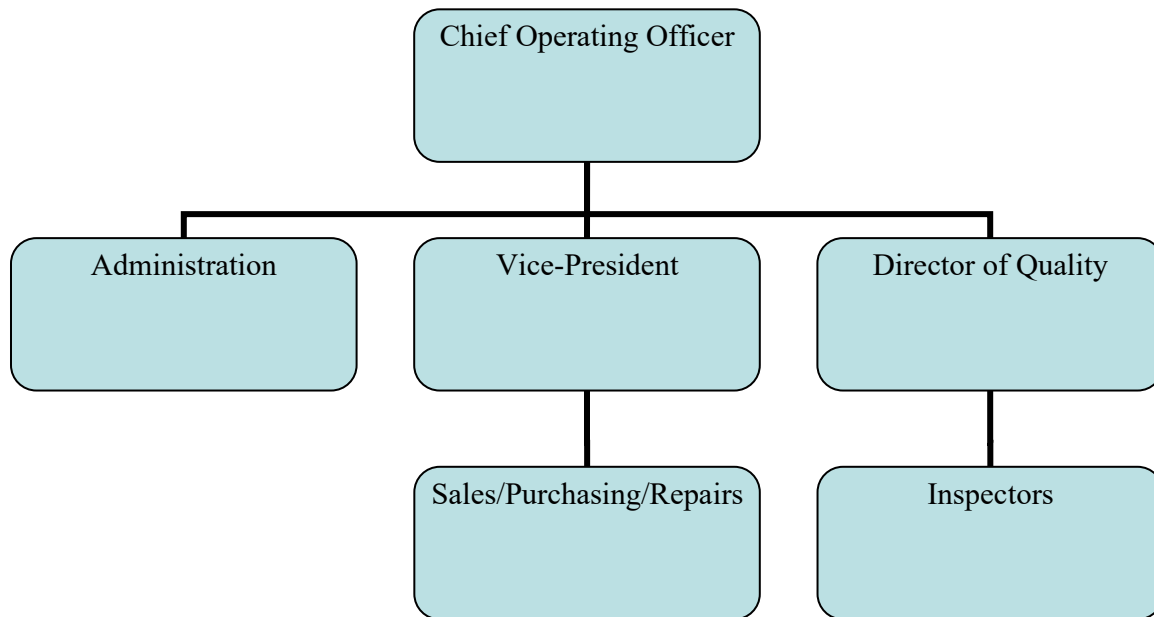 Chief Operating Officer
Administration
Vice-President
Director of Quality
Sales/Purchasing/Repairs
Inspectors